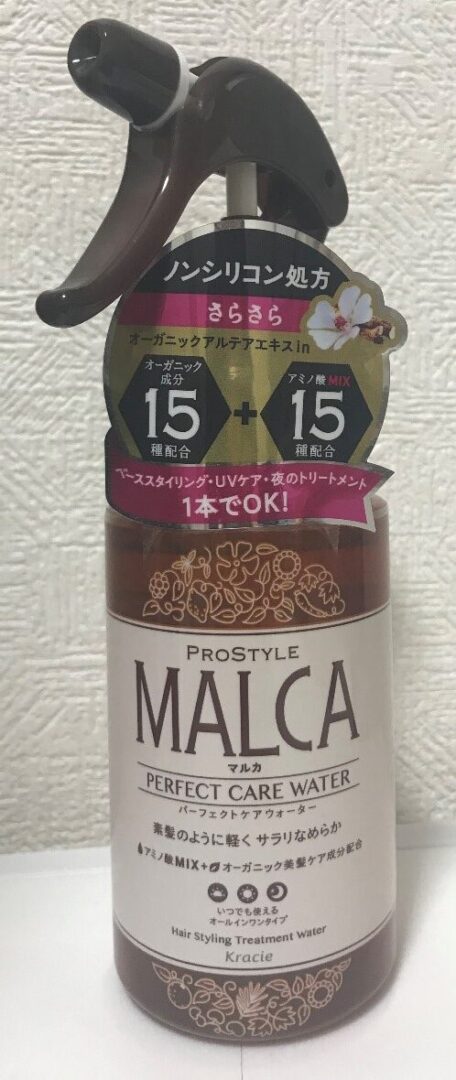 ノンシリコン処方
さらさら
オーガニックアルテアエキスin
オーガニック
成分
15
種配合
+
アミノ酸MIX
15
種配合
ベーススタイリング・UVケア・夜のトリートメント
1本でOK!
PROSTYLE
MALCA
マルカ
PERFECT CARE WATER
パーフェクトケアウォーター
素髪のように軽く サラリなめらか
アミノ酸MIX+オーガニック美髪ケア成分配合
いつでも使える
オールインワンタイプ
Hair Styling Treatment Water
Kracie